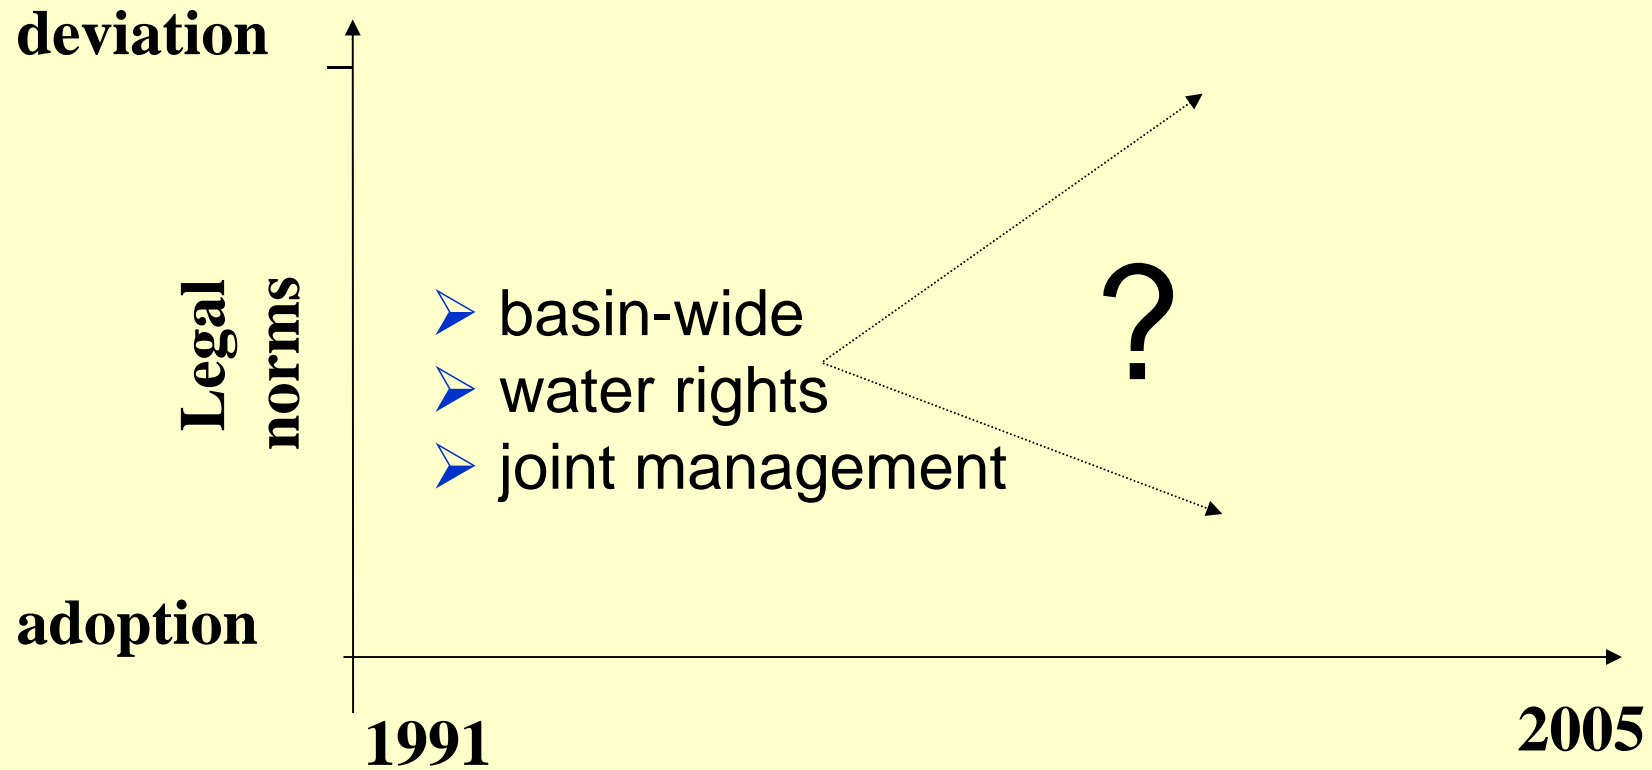 deviation
Legal
norms
basin-wide
water rights
joint management
?
adoption
1991
2005